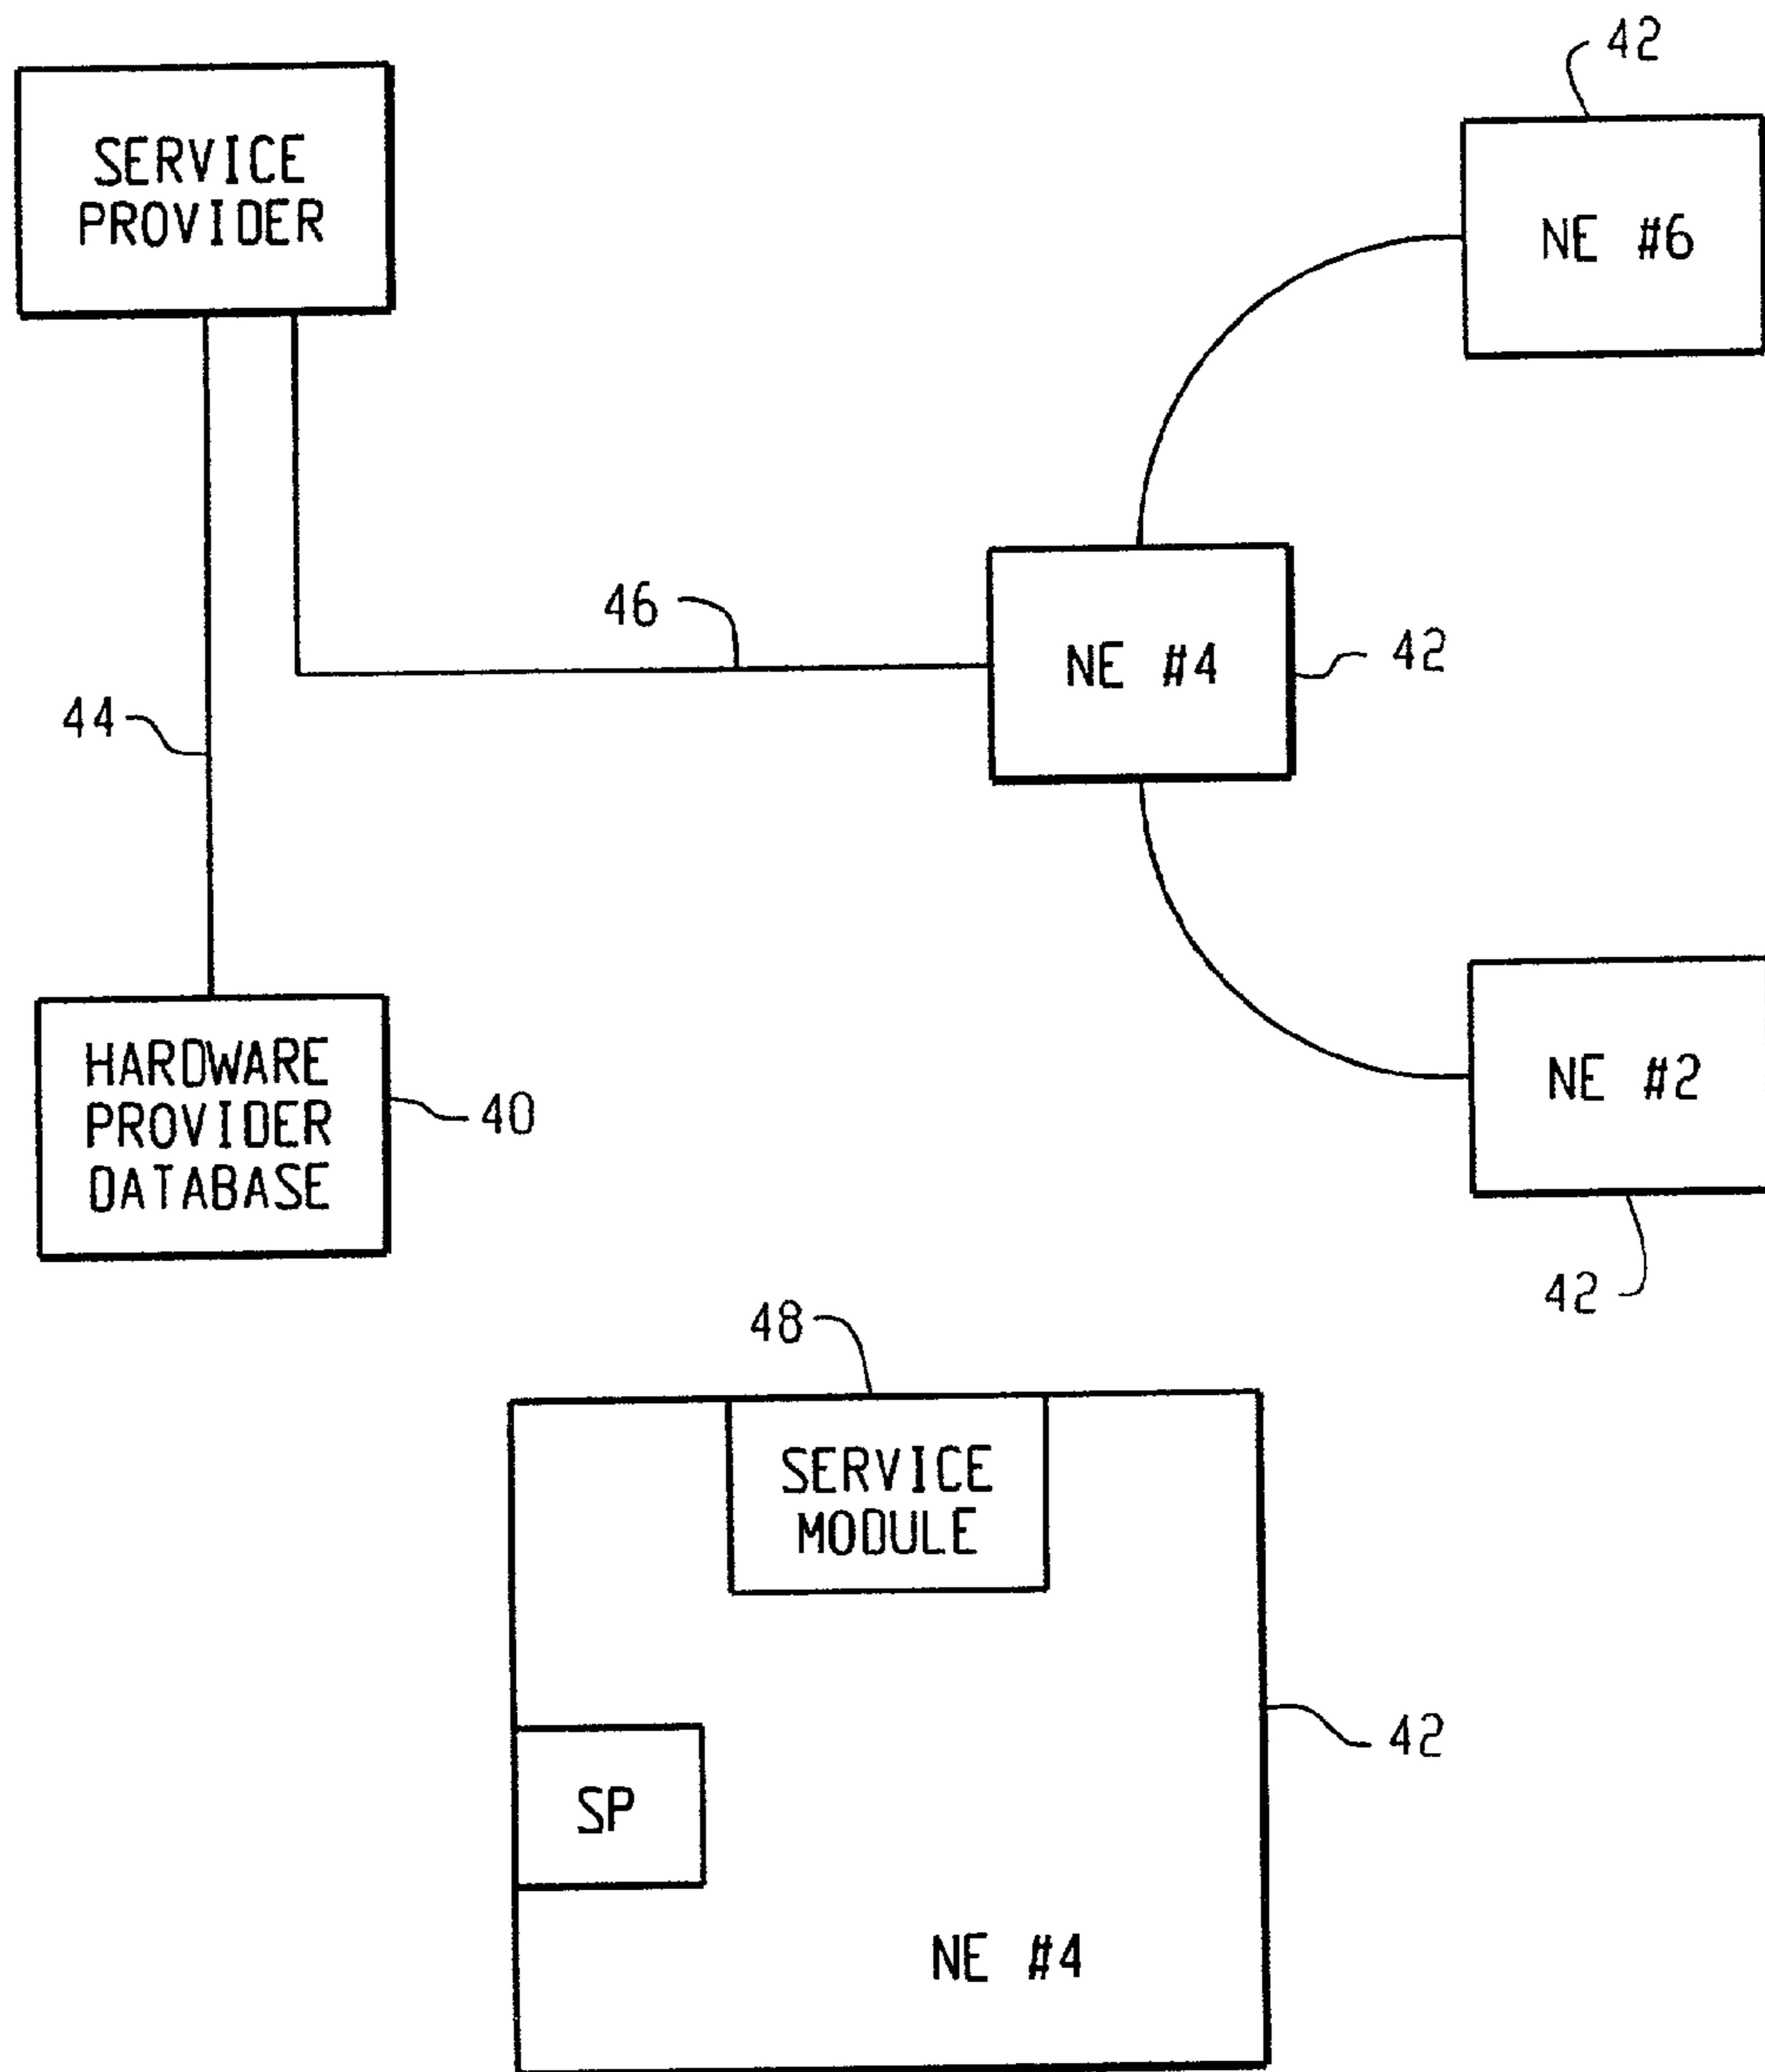 42
SERVICE
PROVIDER
NE #6
46
NE #4
42
44
HARDWARE
PROVIDER
DATABASE
40
NE #2
42
48
SERVICE
MODULE
42
SP
NE #4